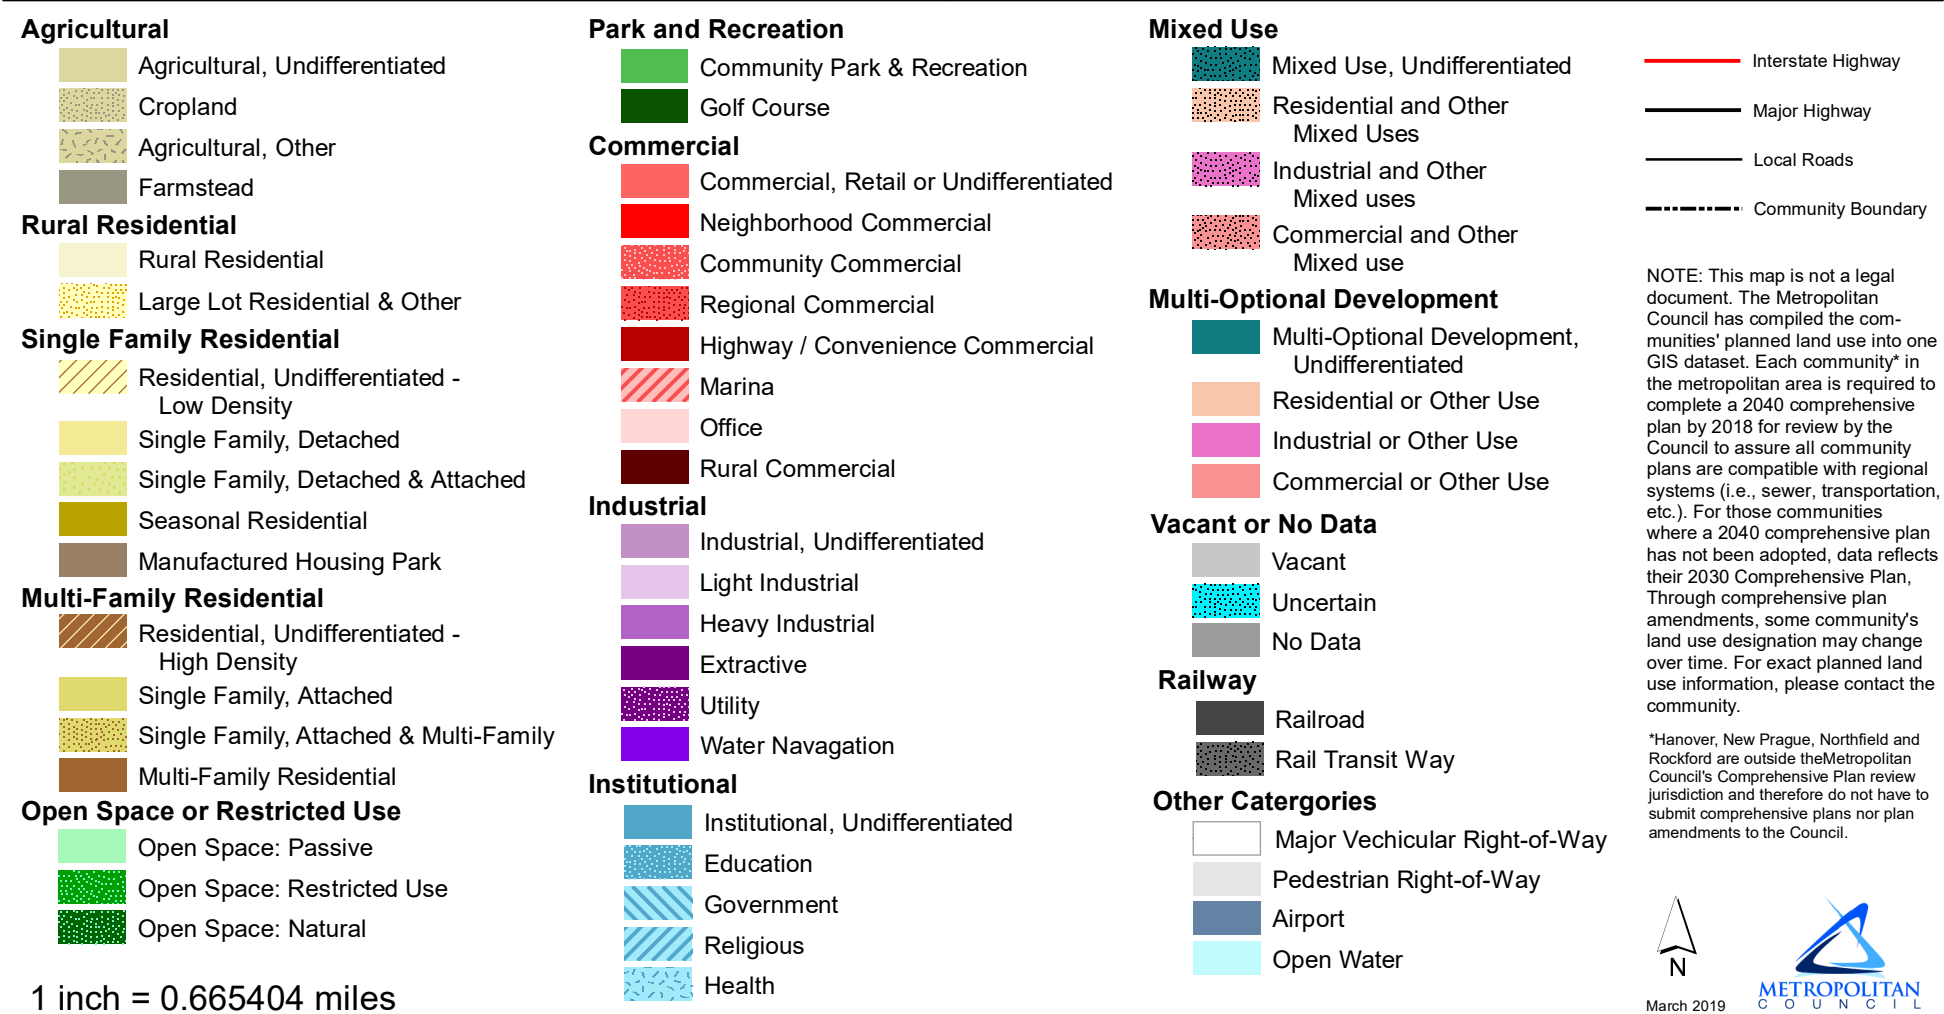 Agricultural
Agricultural, Undifferentiated
Cropland
Agricultural, Other
Farmstead
Rural Residential
Rural Residential
Large Lot Residential & Other
Single Family Residential
Residential, Undifferentiated -
Low Density
Single Family, Detached
Single Family, Detached & Attached
Seasonal Residential
Manufactured Housing Park
Multi-Family Residential
Residential, Undifferentiated -
High Density
Single Family, Attached
Single Family, Attached & Multi-Family
Multi-Family Residential
Open Space or Restricted Use
Open Space: Passive
Open Space: Restricted Use
Open Space: Natural
1 inch = 0.665404 miles
Park and Recreation
Community Park & Recreation
Golf Course
Commercial
Commercial, Retail or Undifferentiated
Neighborhood Commercial
Community Commercial
Regional Commercial
Highway / Convenience Commercial
Marina
Office
Rural Commercial
Industrial
Industrial, Undifferentiated
Light Industrial
Heavy Industrial
Extractive
Utility
Water Navagation
Institutional
Institutional, Undifferentiated
Education
Government
Religious
Health
Mixed Use
Mixed Use, Undifferentiated
Residential and Other
Mixed Uses
Industrial and Other
Mixed uses
Commercial and Other
Mixed use
Multi-Optional Development
Multi-Optional Development,
Undifferentiated
Residential or Other Use
Industrial or Other Use
Commercial or Other Use
Vacant or No Data
Vacant
Uncertain
No Data
Railway
Railroad
Rail Transit Way
Other Catergories
Major Vechicular Right-of-Way
Pedestrian Right-of-Way
Airport
Open Water
Interstate Highway
Major Highway
Local Roads
Community Boundary
NOTE: This map is not a legal
document. The Metropolitan
Council has compiled the com-
munities' planned land use into one
GIS dataset. Each community* in
the metropolitan area is required to
complete a 2040 comprehensive
plan by 2018 for review by the
Council to assure all community
plans are compatible with regional
systems (i.e., sewer, transportation,
etc.). For those communities
where a 2040 comprehensive plan
has not been adopted, data reflects
their 2030 Comprehensive Plan,
Through comprehensive plan
amendments, some community's
land use designation may change
over time. For exact planned land
use information, please contact the
community.
*Hanover, New Prague, Northfield and
Rockford are outside theMetropolitan
Council's Comprehensive Plan review
jurisdiction and therefore do not have to
submit comprehensive plans nor plan
amendments to the Council.
N
March 2019
METROPOLITAN
COUNCIL